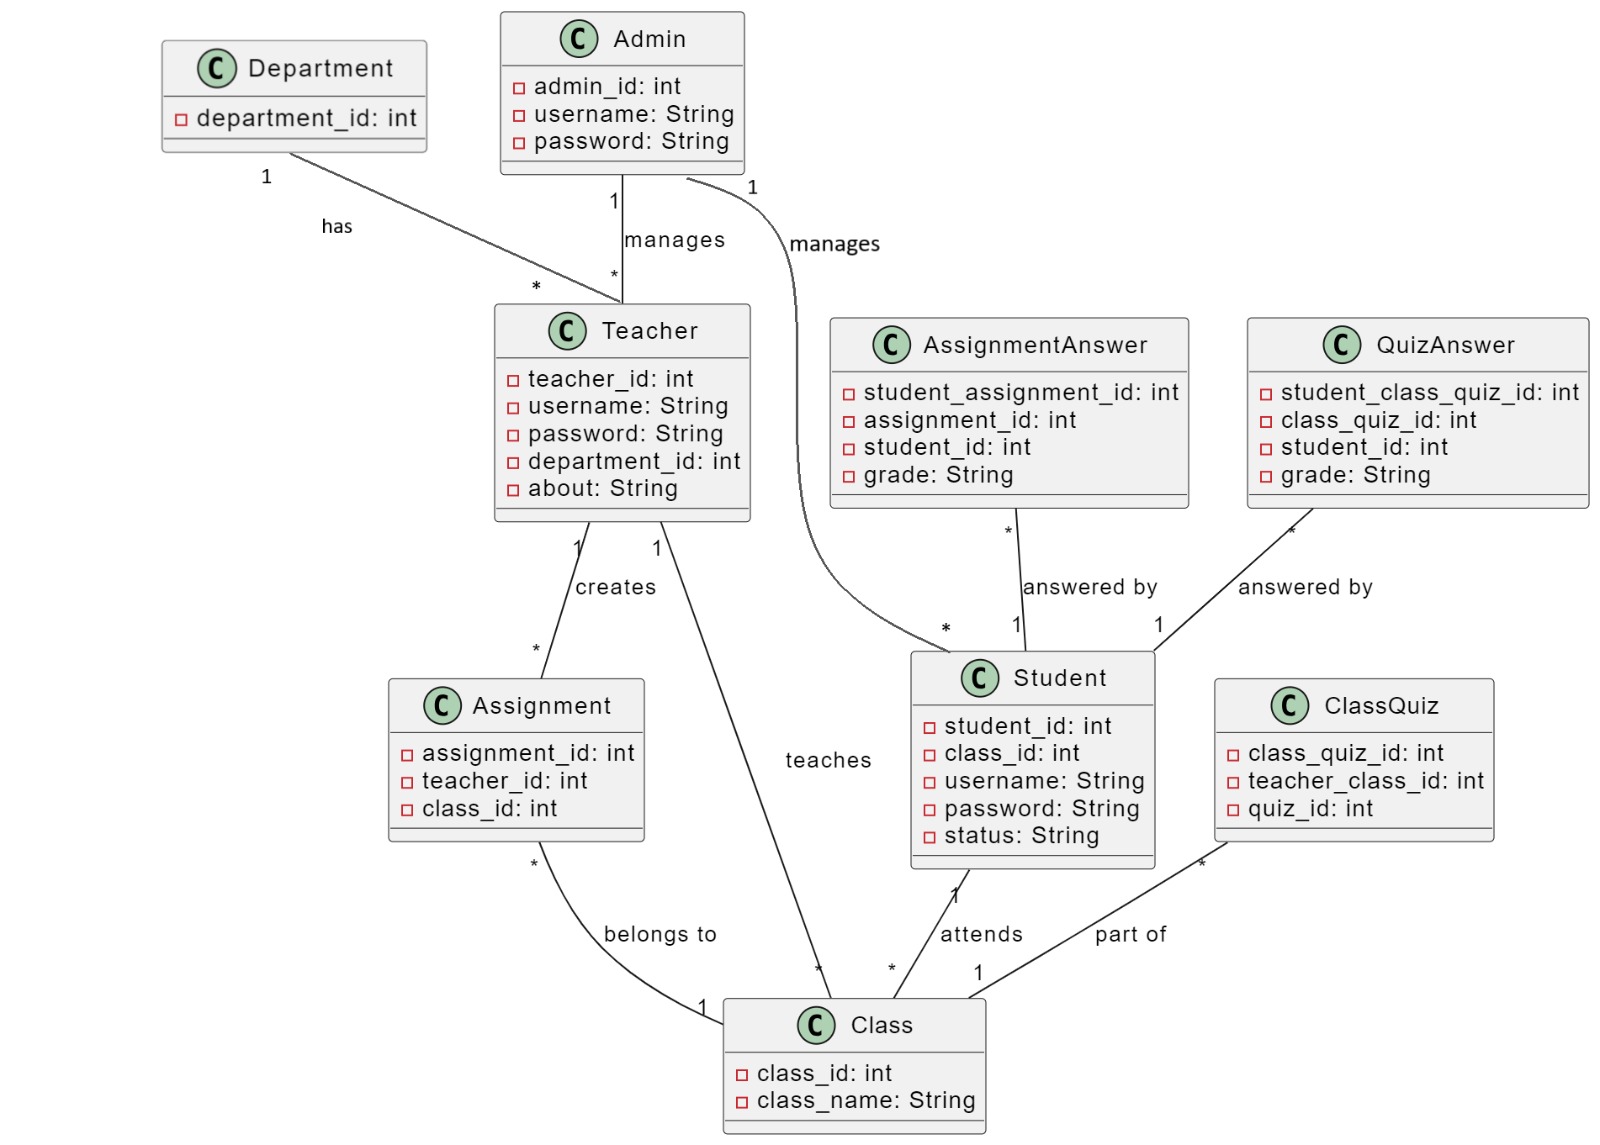 C Admin
admin_id: int
username: String
password: String
C Department
department_id: int
1
1
1
has
manages
manages
*
*
C Teacher
teacher_id: int
username: String
password: String
department_id: int
about: String
C AssignmentAnswer
student_assignment_id: int
assignment_id: int
student_id: int
grade: String
C QuizAnswer
student_class_quiz_id: int
class_quiz_id: int
student_id: int
grade: String
1
1
*
*
creates
answered by
answered by
*
*
1
1
C Assignment
assignment_id: int
teacher_id: int
class_id: int
teaches
C Student
student_id: int
class_id: int
username: String
password: String
status: String
C ClassQuiz
class_quiz_id: int
teacher_class_id: int
quiz_id: int
*
1
*
belongs to
attends
part of
1
*
*
1
C Class
class_id: int
class_name: String